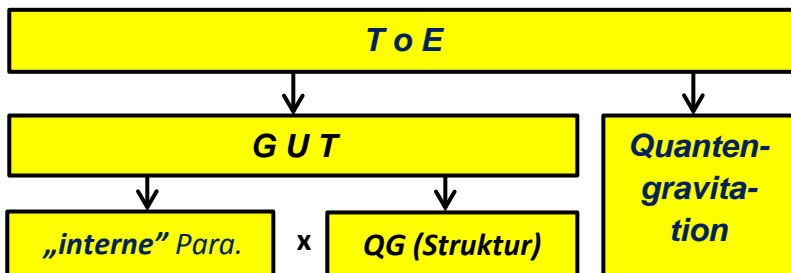 T o E
G U T
Quanten-
gravita-
tion
„interne” Para.
x
QG (Struktur)